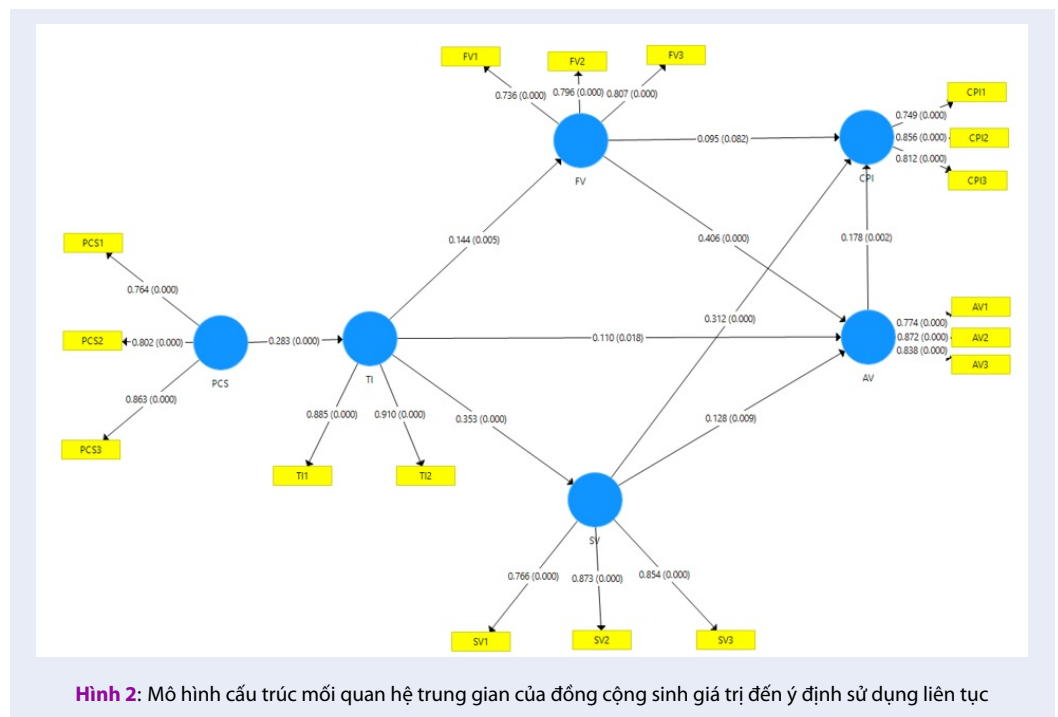 FV1
FV2
FV3
0.736 (0.000)
0.796 (0.000)
0.807 (0.000)
FV
CPI1
CPI2
CPI3
0.749 (0.000)
0.856 (0.000)
0.812 (0.000)
CPI
0.095 (0.082)
0.144 (0.005)
0.406 (0.000)
0.178 (0.002)
PCS1
PCS2
PCS3
0.764 (0.000)
0.802 (0.000)
0.863 (0.000)
PCS
0.283 (0.000)
TI
0.312 (0.000)
0.110 (0.018)
AV1
AV2
AV3
0.774 (0.000)
0.872 (0.000)
0.838 (0.000)
AV
0.885 (0.000)
0.910 (0.000)
TI1
TI2
0.353 (0.000)
0.128 (0.009)
SV
0.766 (0.000)
0.873 (0.000)
0.854 (0.000)
SV1
SV2
SV3
Hình 2: Mô hình cấu trúc mối quan hệ trung gian của đồng cộng sinh giá trị đến ý định sử dụng liên tục